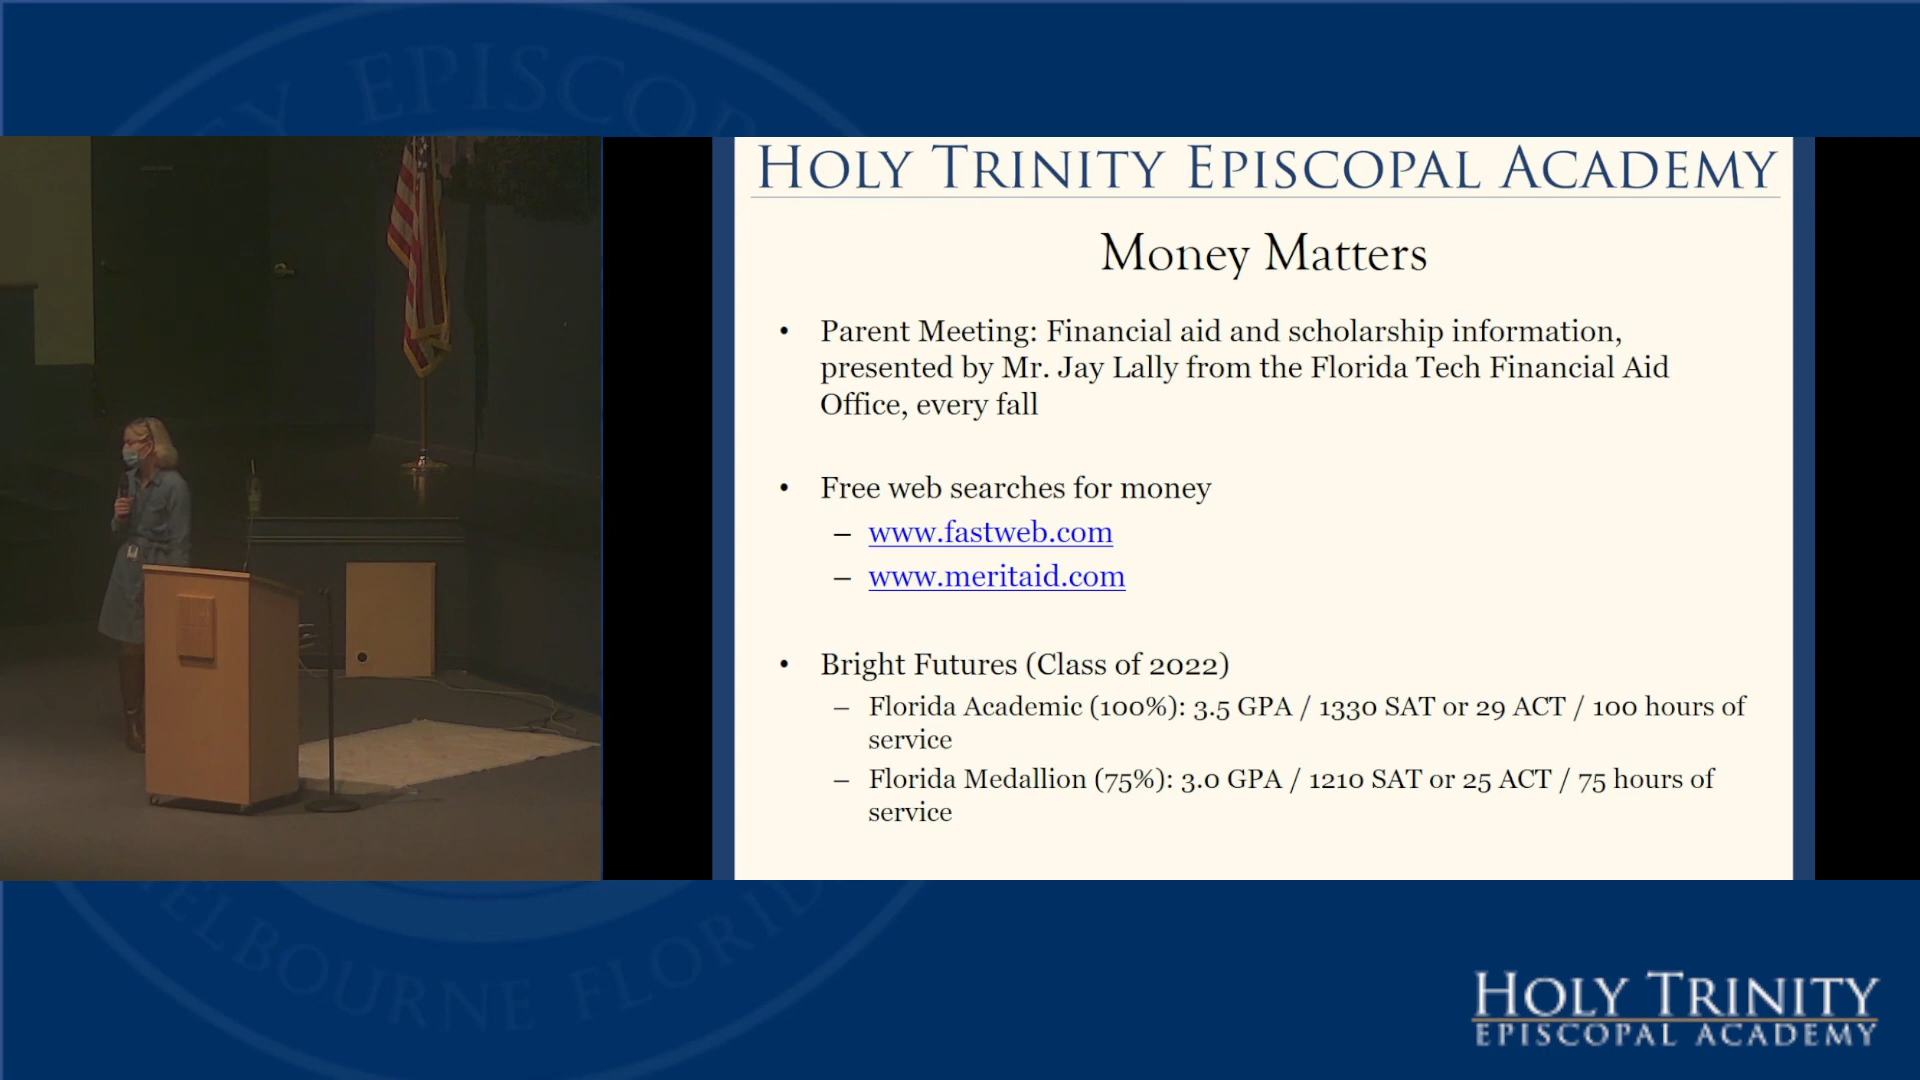 Y EPISCOP
HOLY TRINITY EPISCOPAL ACADEMY
Money Matters
• Parent Meeting: Financial aid and scholarship information,
presented by Mr. Jay Lally from the Florida Tech Financial Aid
Office, every fall
• Free web searches for money
– www.fastweb.com
– www.meritaid.com
• Bright Futures (Class of 2022)
– Florida Academic (100%): 3.5 GPA / 1330 SAT or 29 ACT / 100 hours of
service
– Florida Medallion (75%): 3.0 GPA / 1210 SAT or 25 ACT / 75 hours of
service
ELBOURNE FLORID
HOLY TRINITY
EPISCOPAL ACADEMY